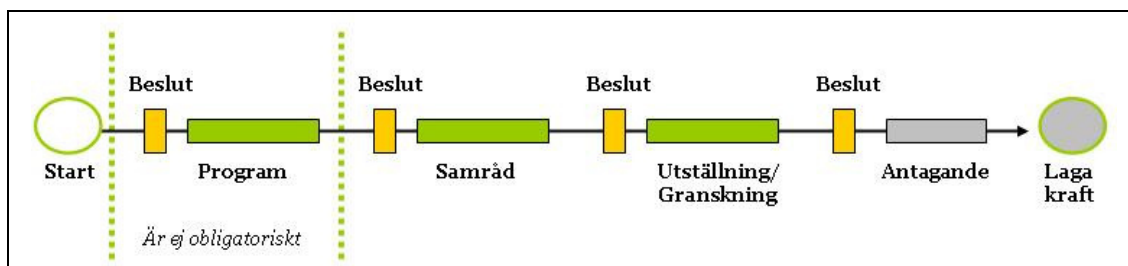 Beslut
Beslut
Beslut
Beslut
Start
Program
Samråd
Utställning/
Granskning
Antagande
Laga
kraft
Är ej obligatoriskt